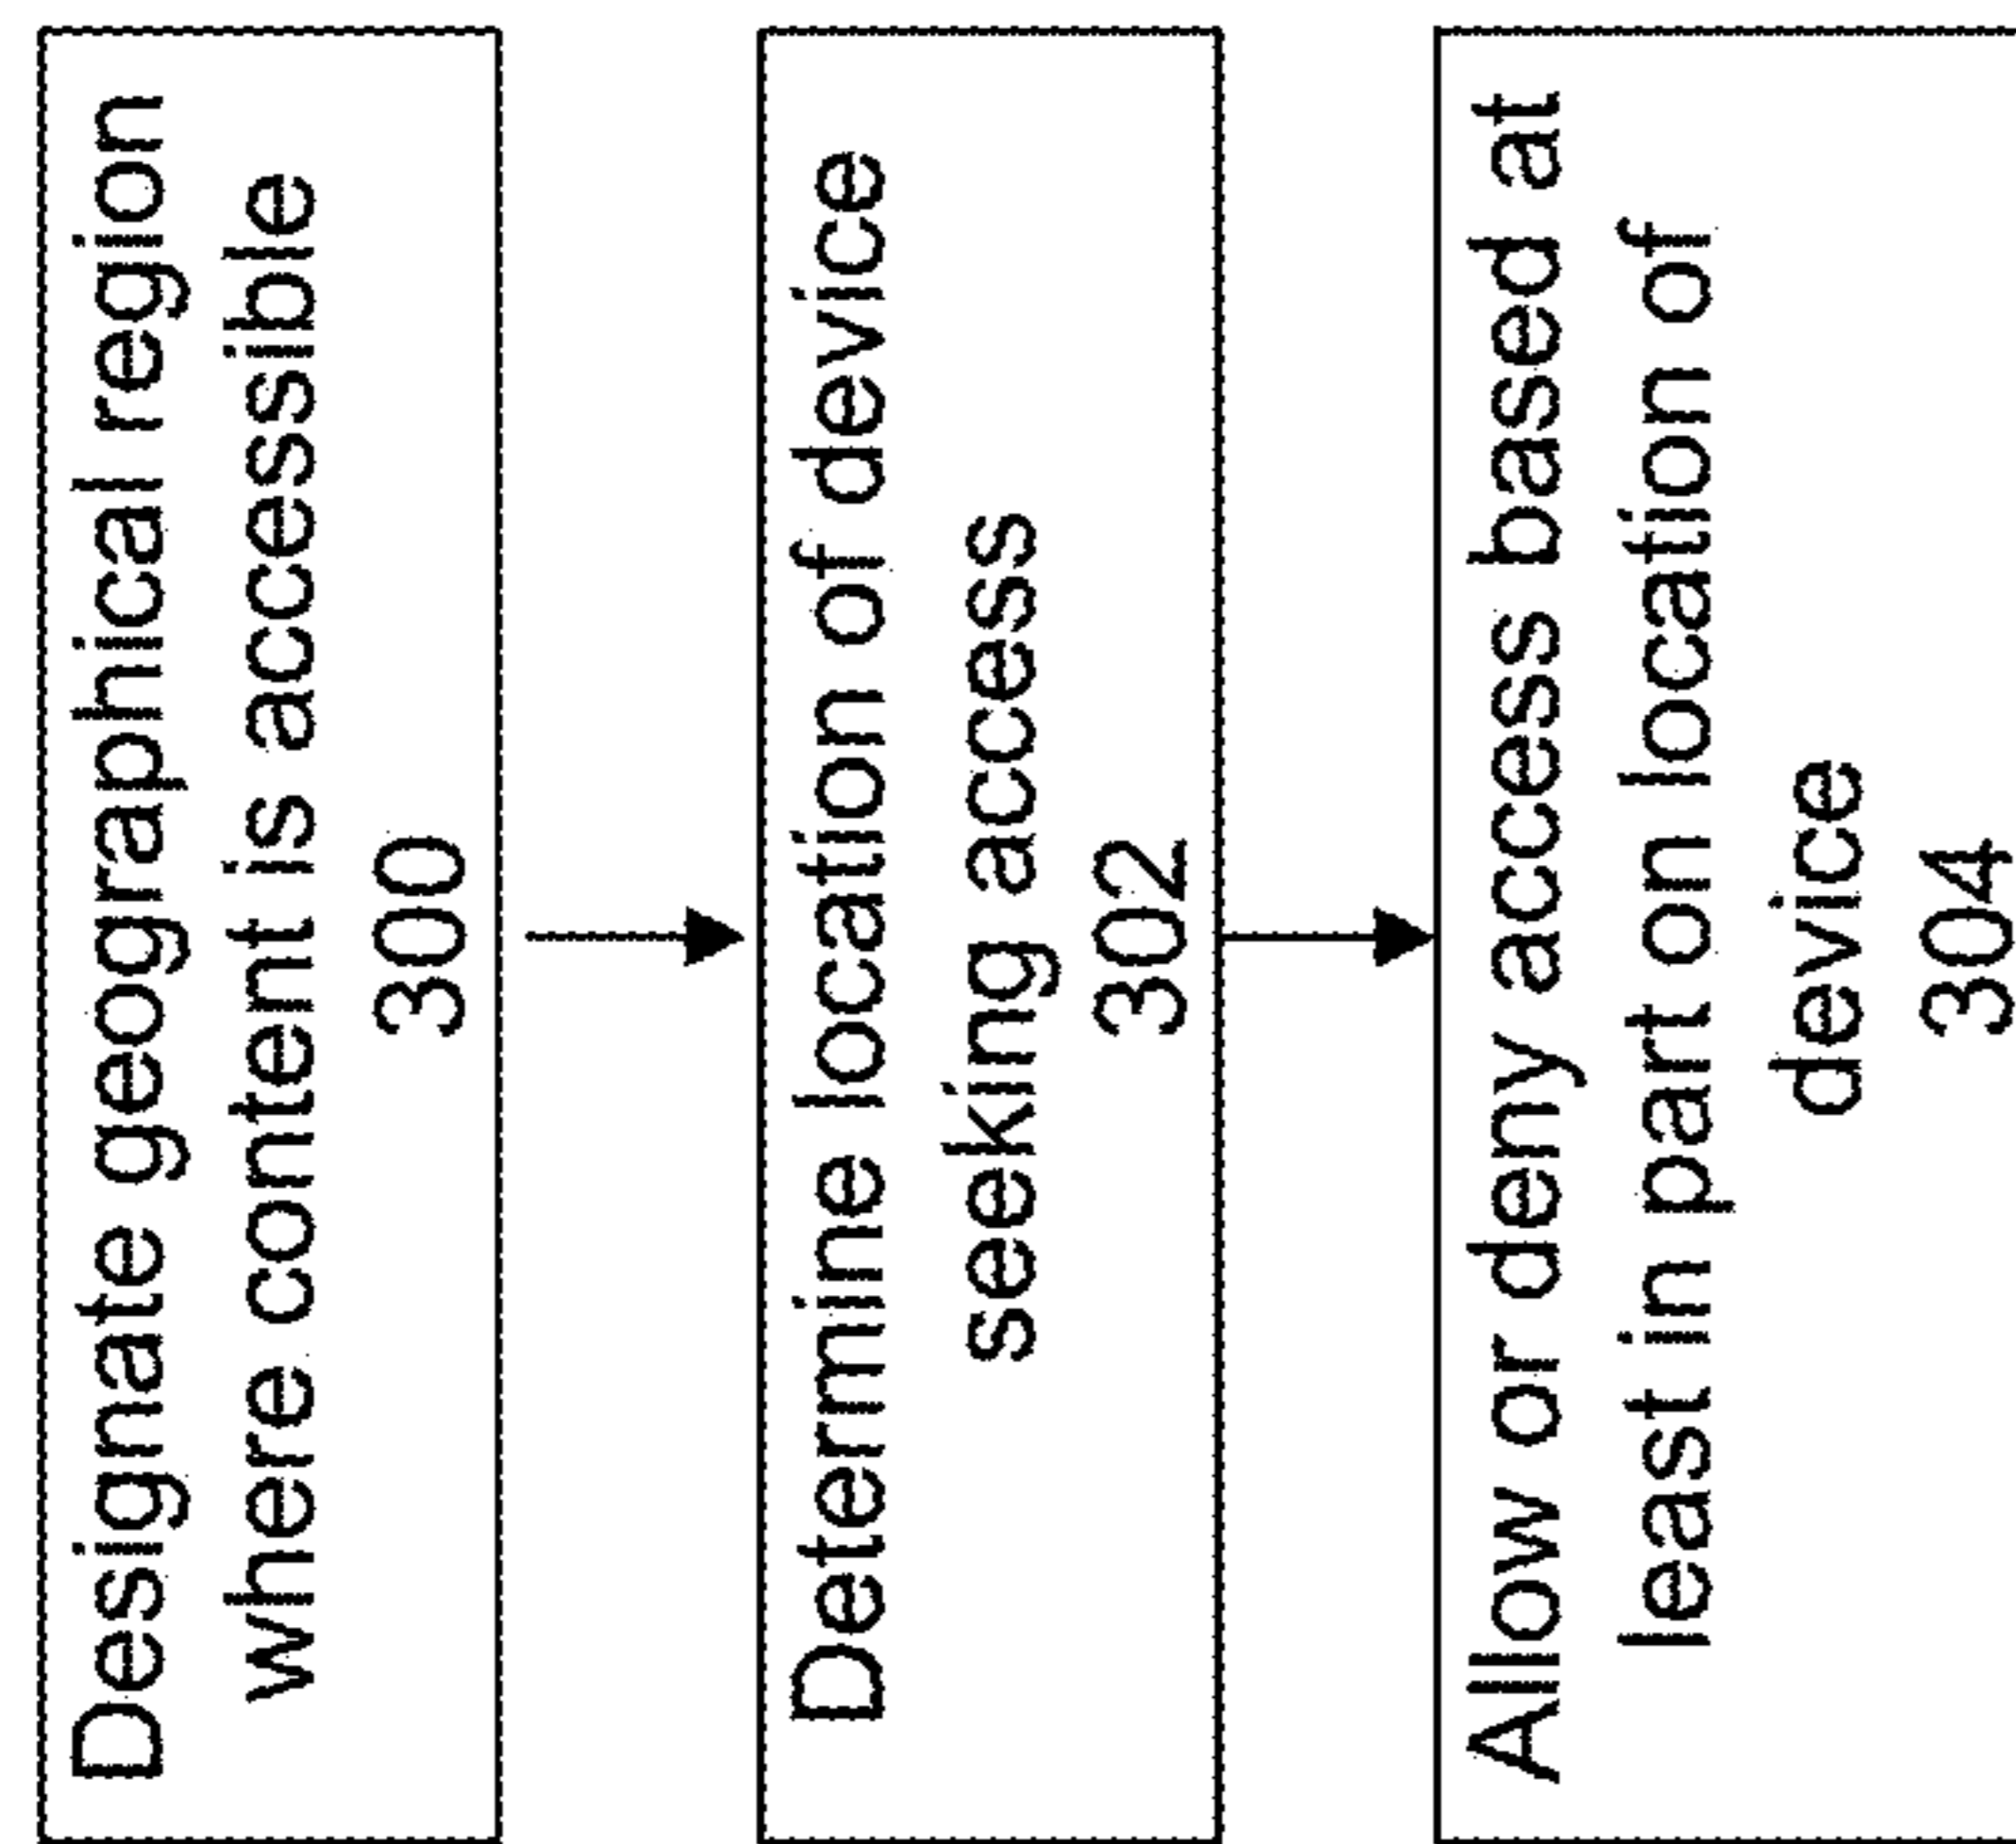 Designate geographical region
where content is accessible
300
Determine location of device
seeking access
302
Allow or deny access based at
least in part on location of
device
304